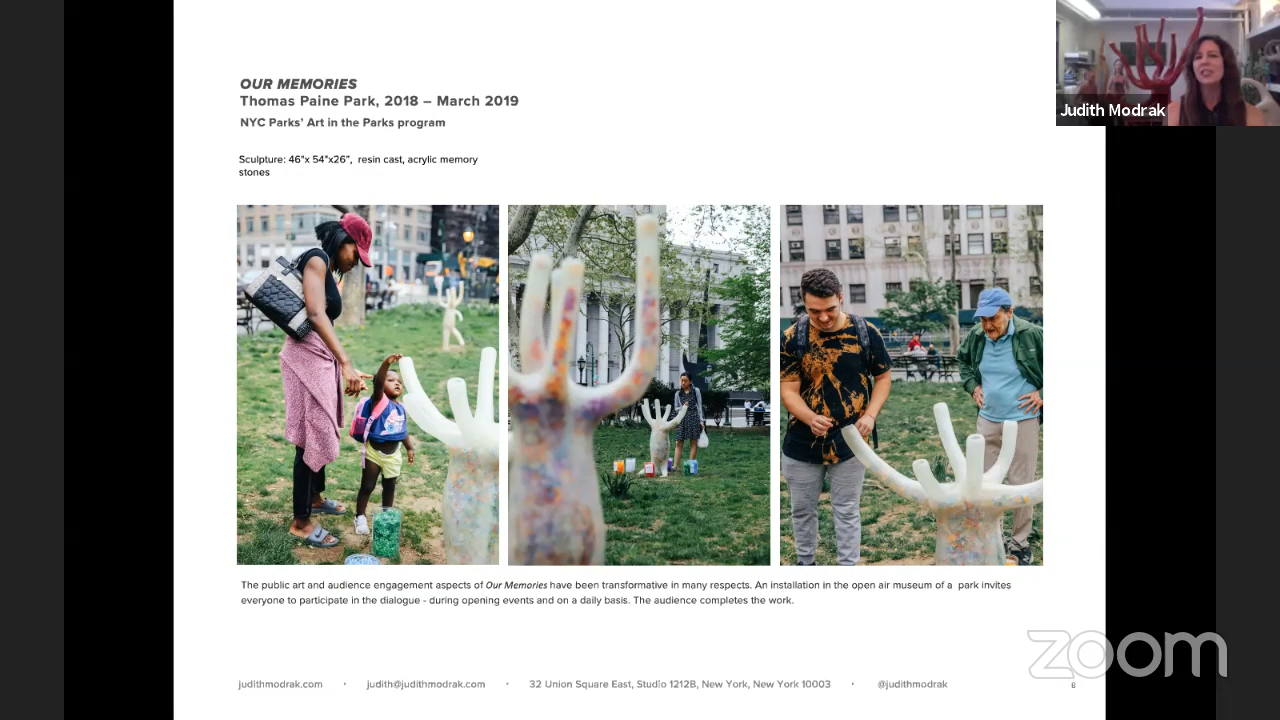 OUR MEMORIES
Thomas Paine Park, 2018 – March 2019
NYC Parks' Art in the Parks program
Sculpture: 46"x 54"x26", resin cast, acrylic memory
stones
Judith Modrak
The public art and audience engagement aspects of Our Memories have been transformative in many respects. An installation in the open air museum of a park invites
everyone to participate in the dialogue - during opening events and on a daily basis. The audience completes the work.
zoom
judithmodrak.com • judith@judithmodrak.com • 32 Union Square East, Studio 1212B, New York, New York 10003 • @judithmodrak